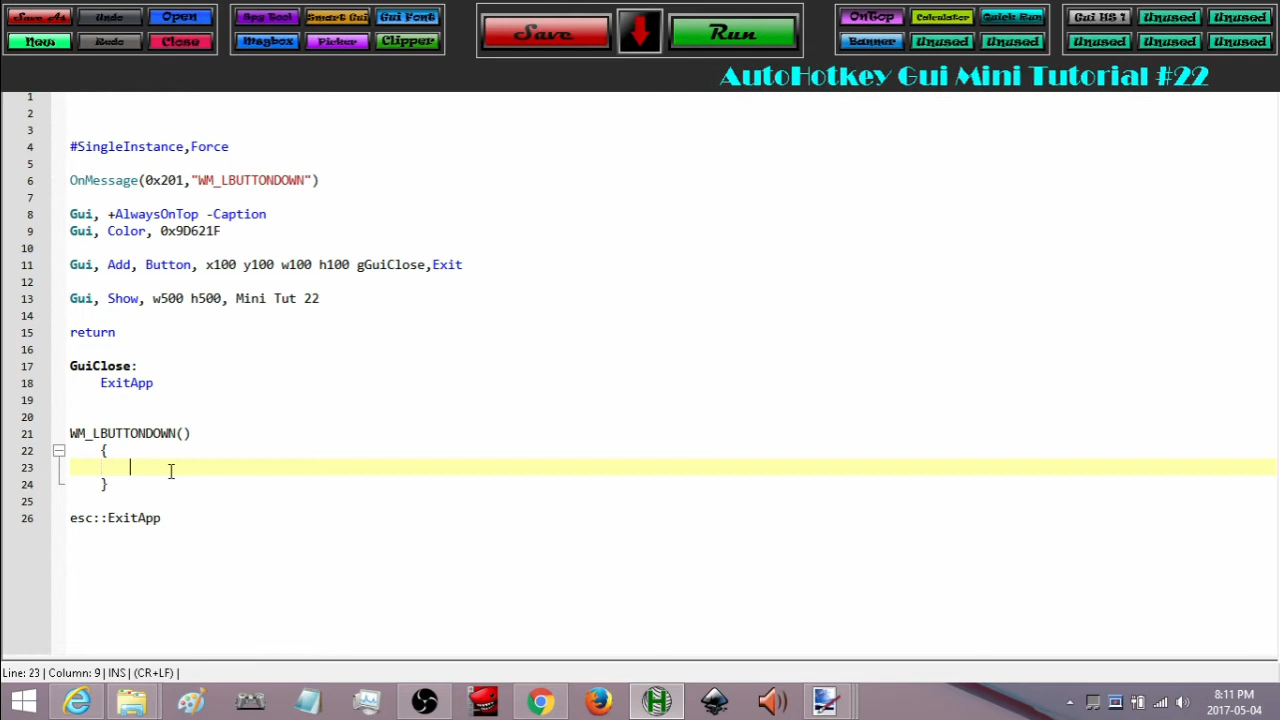 Save As Undo Open Spy Tool Smart Gui Gui Font Save Run OnTop Calculator Quick Run Gui HS 1 Unused Unused
New Redo Close Msgbox Picker Clipper Banner Unused Unused Unused Unused Unused
AutoHotkey Gui Mini Tutorial #22
1
2
3
4 #SingleInstance,Force
5
6 OnMessage(0x201,"WM_LBUTTONDOWN")
7
8 Gui, +AlwaysOnTop -Caption
9 Gui, Color, 0x9D621F
10
11 Gui, Add, Button, x100 y100 w100 h100 gGuiClose,Exit
12
13 Gui, Show, w500 h500, Mini Tut 22
14
15 return
16
17 GuiClose:
18 ExitApp
19
20
21 WM_LBUTTONDOWN()
22 {
23
24 }
25
26 esc::ExitApp
Line: 23 | Column: 9 | INS | (CR+LF) |
8:11 PM
2017-05-04